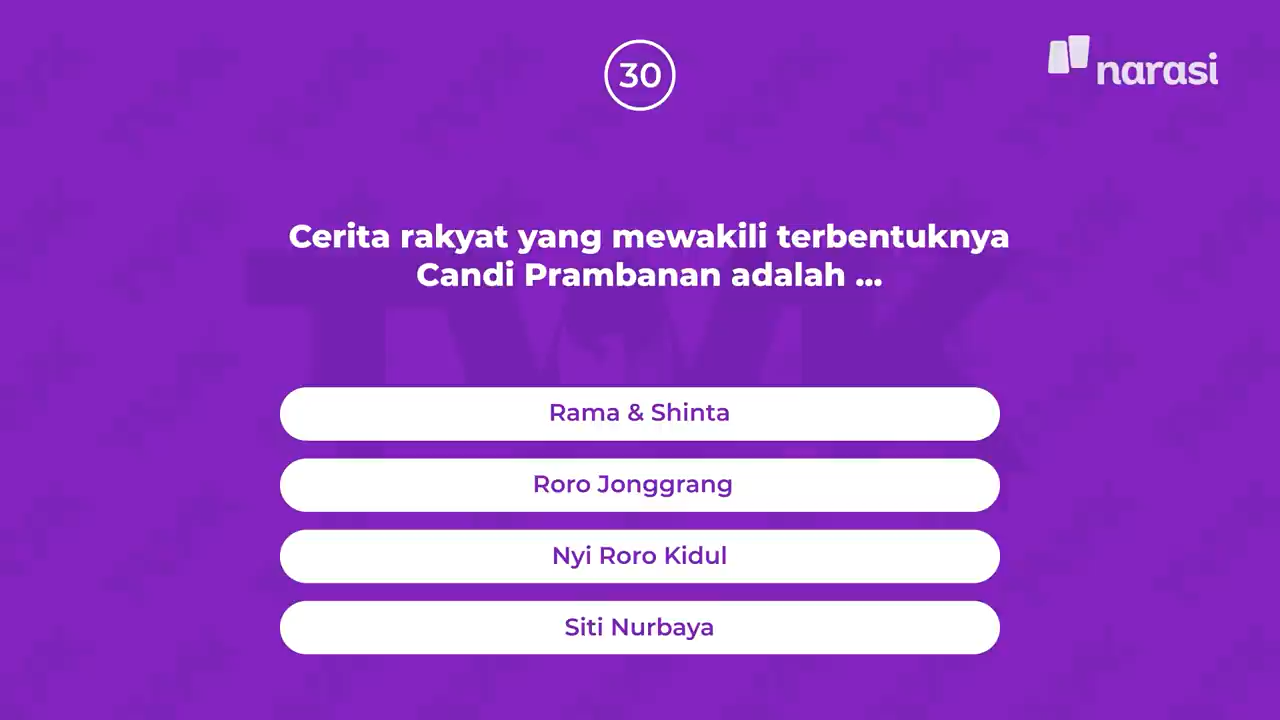 30
narasi
Cerita rakyat yang mewakili terbentuknya
Candi Prambanan adalah ...
TWK
Rama & Shinta
Roro Jonggrang
Nyi Roro Kidul
Siti Nurbaya